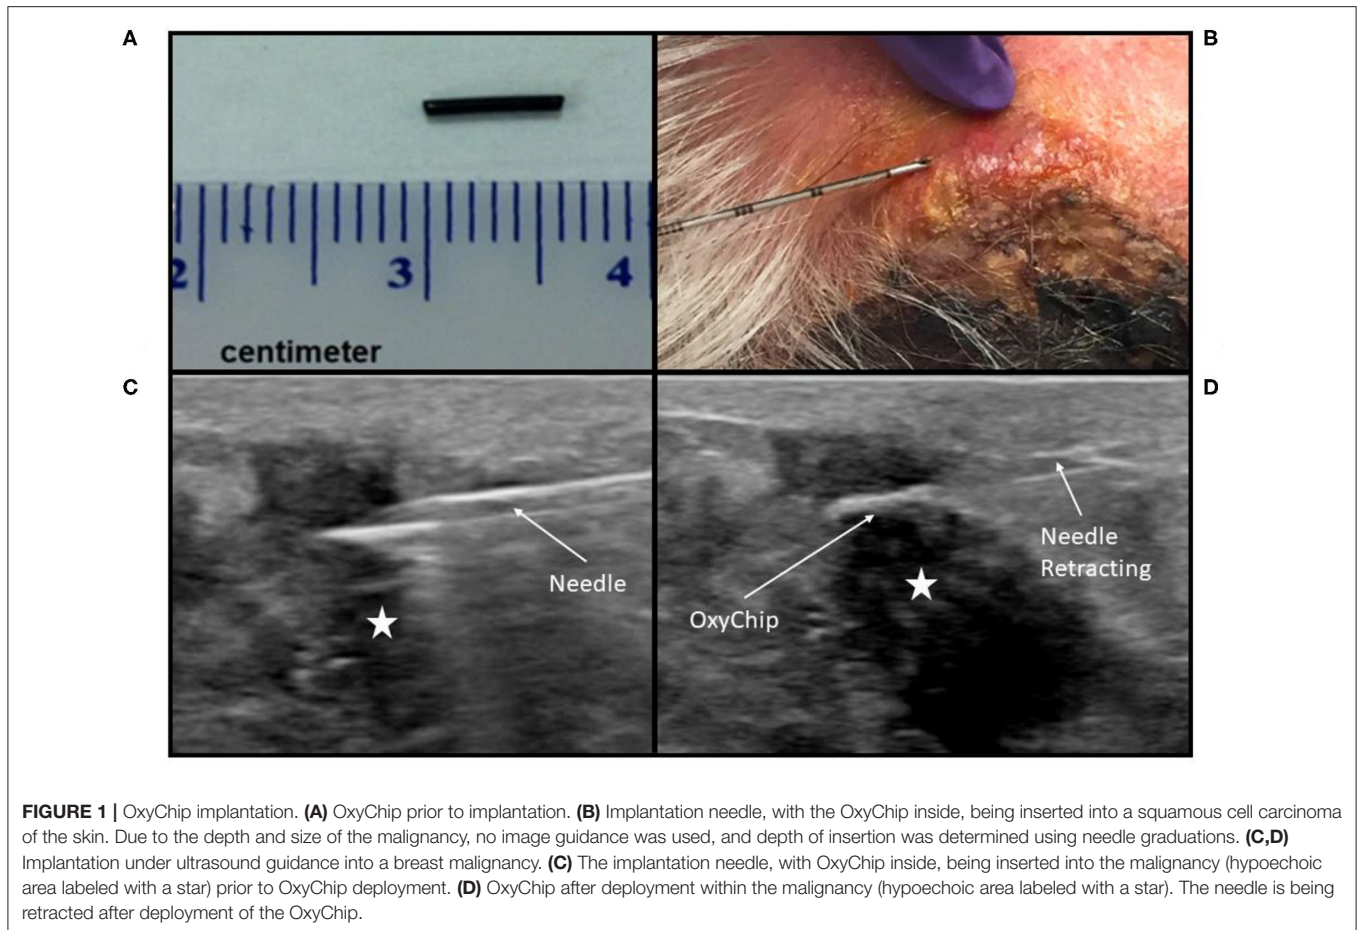 A
B
2
3
4
centimeter
C
D
Needle
Needle
Retracting
OxyChip
FIGURE 1 | OxyChip implantation. (A) OxyChip prior to implantation. (B) Implantation needle, with the OxyChip inside, being inserted into a squamous cell carcinoma
of the skin. Due to the depth and size of the malignancy, no image guidance was used, and depth of insertion was determined using needle graduations. (C,D)
Implantation under ultrasound guidance into a breast malignancy. (C) The implantation needle, with OxyChip inside, being inserted into the malignancy (hypoechoic
area labeled with a star) prior to OxyChip deployment. (D) OxyChip after deployment within the malignancy (hypoechoic area labeled with a star). The needle is being
retracted after deployment of the OxyChip.